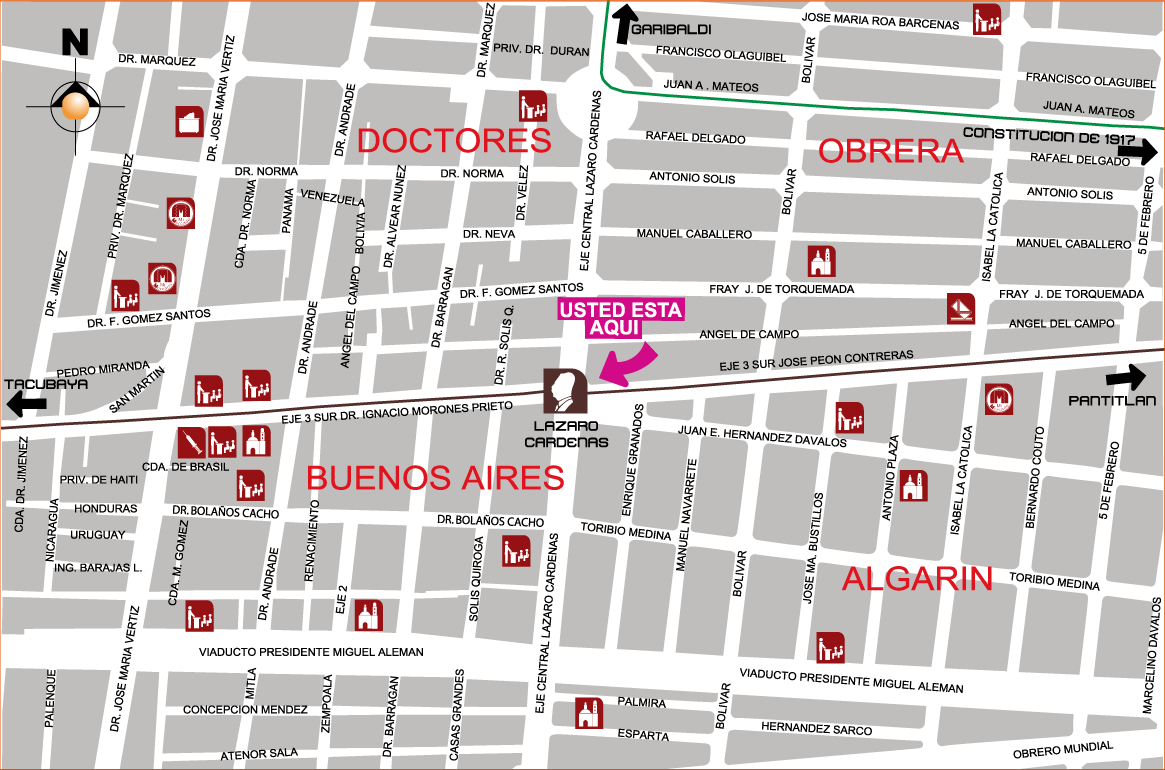 GARIBALDI
JOSE MARIA ROA BARCENAS
N
DR. MARQUEZ
DR. JOSE MARIA VERTIZ
DR. MARQUEZ
PRIV. DR. DURAN
FRANCISCO OLAGUIBEL
BOLIVAR
FRANCISCO OLAGUIBEL
JUAN A . MATEOS
JUAN A. MATEOS
DR. ANDRADE
EJE CENTRAL LAZARO CARDENAS
DOCTORES
RAFAEL DELGADO
OBRERA
CONSTITUCION DE 1917
RAFAEL DELGADO
PRIV. DR. MARQUEZ
DR. NORMA
DR. NORMA
DR. VELEZ
ANTONIO SOLIS
BOLIVAR
ISABEL LA CATOLICA
ANTONIO SOLIS
5 DE FEBRERO
CDA. DR. NORMA
PANAMA
VENEZUELA
BOLIVIA
DR. ALVEAR NUNEZ
DR. NEVA
MANUEL CABALLERO
MANUEL CABALLERO
DR. JIMENEZ
DR. F. GOMEZ SANTOS
DR. F. GOMEZ SANTOS
FRAY J. DE TORQUEMADA
FRAY J. DE TORQUEMADA
DR. ANDRADE
ANGEL DEL CAMPO
DR. BARRAGAN
DR. R. SOLIS Q.
USTED ESTA
AQUI
ANGEL DE CAMPO
ANGEL DEL CAMPO
PEDRO MIRANDA
SAN MARTIN
EJE 3 SUR JOSE PEON CONTRERAS
TACUBAYA
PANTITLAN
EJE 3 SUR DR. IGNACIO MORONES PRIETO
LAZARO
CARDENAS
ENRIQUE GRANADOS
JUAN E. HERNANDEZ DAVALOS
CDA. DR. JIMENEZ
CDA. DE BRASIL
PRIV. DE HAITI
BUENOS AIRES
MANUEL NAVARRETE
JOSE MA. BUSTILLOS
ANTONIO PLAZA
ISABEL LA CATOLICA
BERNARDO COUTO
5 DE FEBRERO
HONDURAS
DR. BOLAÑOS CACHO
DR. BOLAÑOS CACHO
TORIBIO MEDINA
NICARAGUA
URUGUAY
ING. BARAJAS L.
CDA. M. GOMEZ
DR. ANDRADE
RENACIMIENTO
EJE 2
SOLIS QUIROGA
EJE CENTRAL LAZARO CARDENAS
BOLIVAR
ALGARIN
TORIBIO MEDINA
MARCELINO DAVALOS
DR. JOSE MARIA VERTIZ
VIADUCTO PRESIDENTE MIGUEL ALEMAN
VIADUCTO PRESIDENTE MIGUEL ALEMAN
PALENQUE
MITLA
ZEMPOALA
DR. BARRAGAN
CASAS GRANDES
BOLIVAR
CONCEPCION MENDEZ
PALMIRA
ESPARTA
HERNANDEZ SARCO
ATENOR SALA
OBRERO MUNDIAL